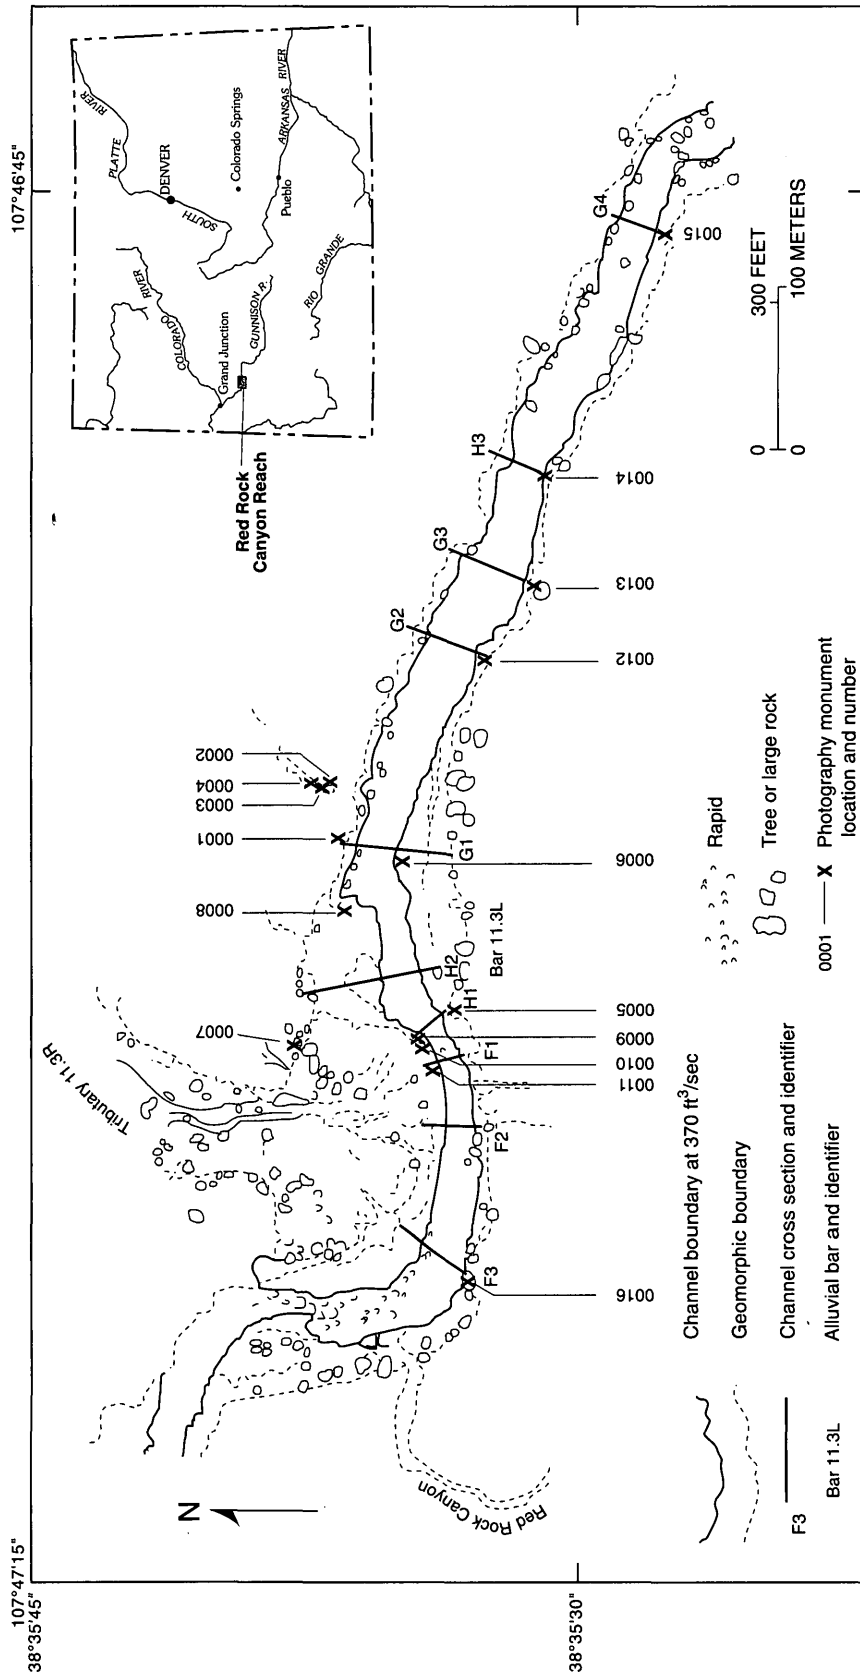 107°47'15"
107°46'45"
38°35'45"
38°35'30"
N
Tributary 11.3R
Red Rock Canyon
0007
0008
0001
0003
0004
0002
F3
F2
F1
H1
H2
G1
G2
G3
H3
G4
Bar 11.3L
0016
0011
0010
0009
0005
0006
0012
0013
0014
0015
Red Rock
Canyon Reach
Grand Junction
COLORADO
RIVER
GUNNISON R.
RIO GRANDE
SOUTH
PLATTE
RIVER
DENVER
Colorado Springs
Pueblo
ARKANSAS RIVER
0 300 FEET
0 100 METERS
Channel boundary at 370 ft³/sec
Geomorphic boundary
F3 Channel cross section and identifier
Bar 11.3L Alluvial bar and identifier
Rapid
Tree or large rock
0001 X Photography monument
location and number